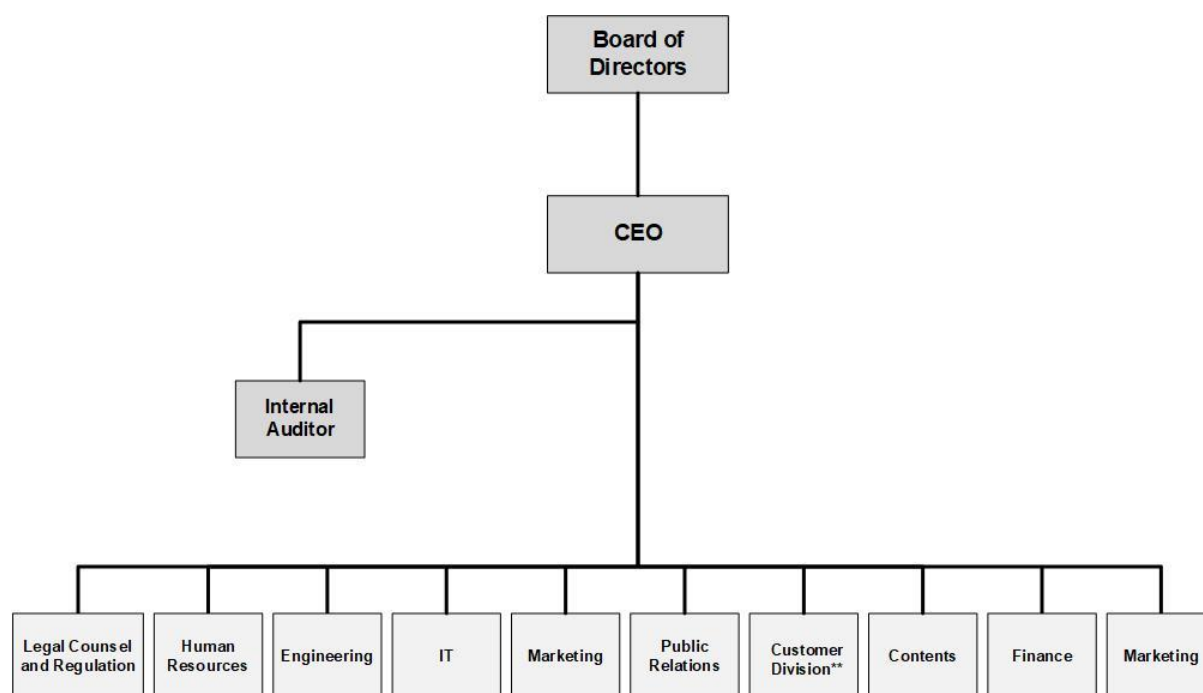 Board of
Directors
CEO
Internal
Auditor
Legal Counsel
and Regulation
Human
Resources
Engineering
IT
Marketing
Public
Relations
Customer
Division**
Contents
Finance
Marketing